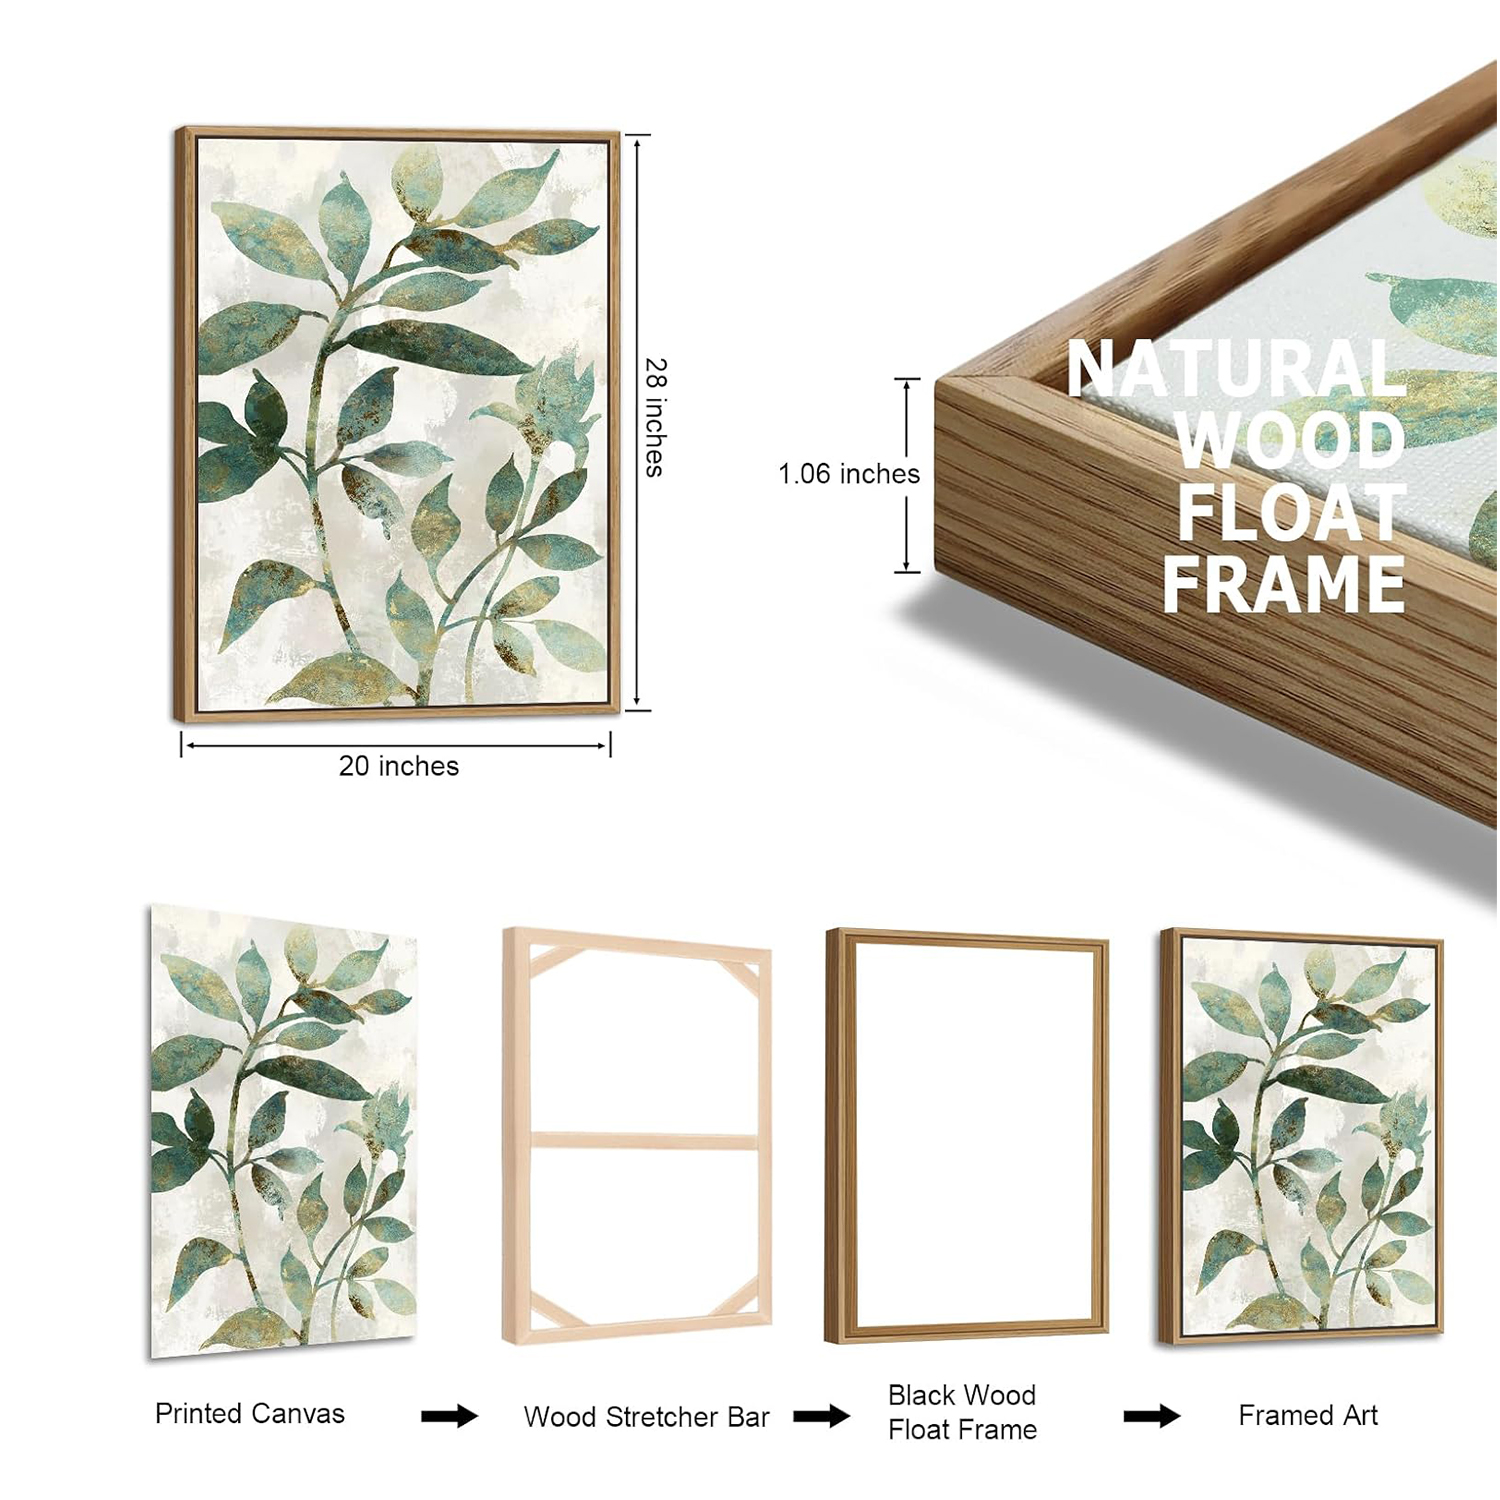 28 inches
20 inches
1.06 inches
NATURAL
WOOD
FLOAT
FRAME
Printed Canvas
Wood Stretcher Bar
Black Wood
Float Frame
Framed Art